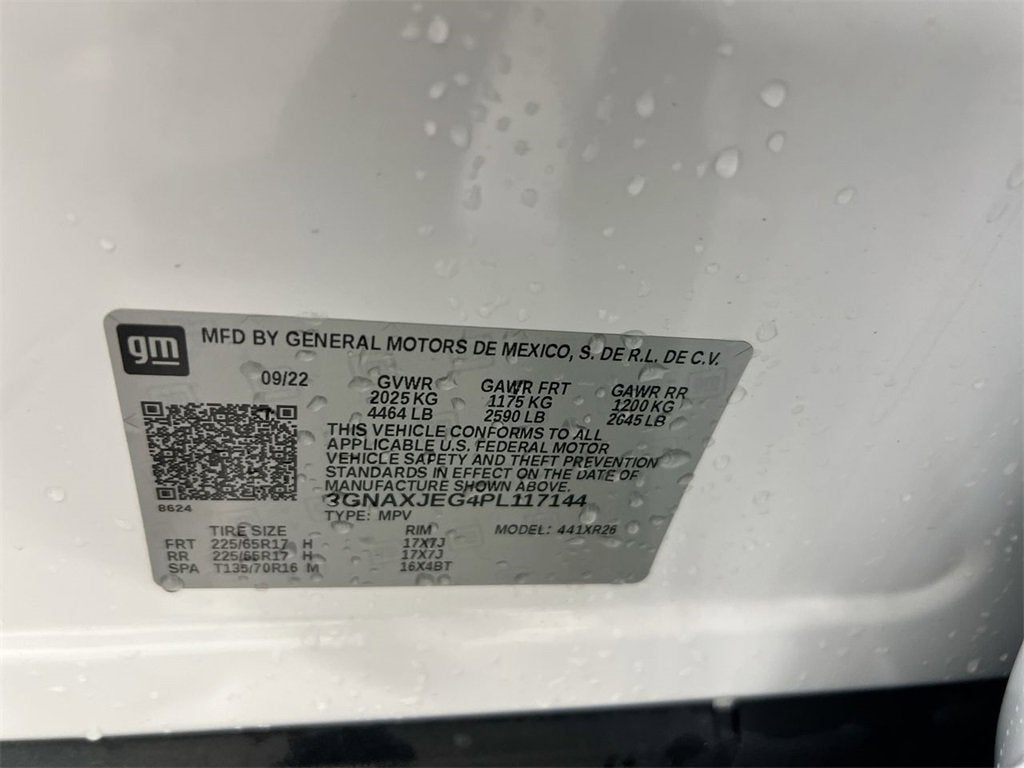 gm
MFD BY GENERAL MOTORS DE MEXICO, S. DE R.L. DE C.V.
09/22 GVWR GAWR FRT GAWR RR
2025 KG 1175 KG 1200 KG
4464 LB 2590 LB 2645 LB
THIS VEHICLE CONFORMS TO ALL
APPLICABLE U.S. FEDERAL MOTOR
VEHICLE SAFETY AND THEFT PREVENTION
STANDARDS IN EFFECT ON THE DATE OF
MANUFACTURE SHOWN ABOVE.
8624
3GNAXJEG4PL117144
TYPE: MPV
TIRE SIZE RIM MODEL: 441XR26
FRT 225/65R17 H 17X7J
RR 225/65R17 H 17X7J
SPA T135/70R16 M 16X4BT